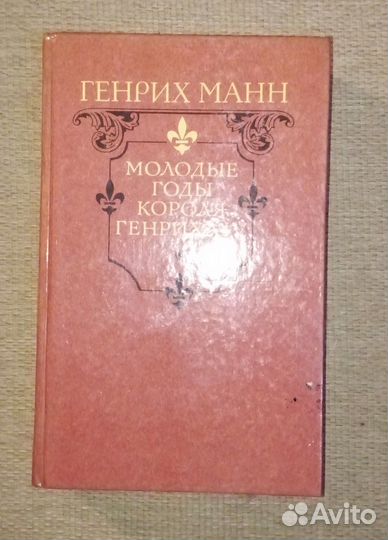 ГЕНРИХ МАНН
МОЛОДЫЕ
ГОДЫ
КОРОЛЯ
ГЕНРИХА
Avito